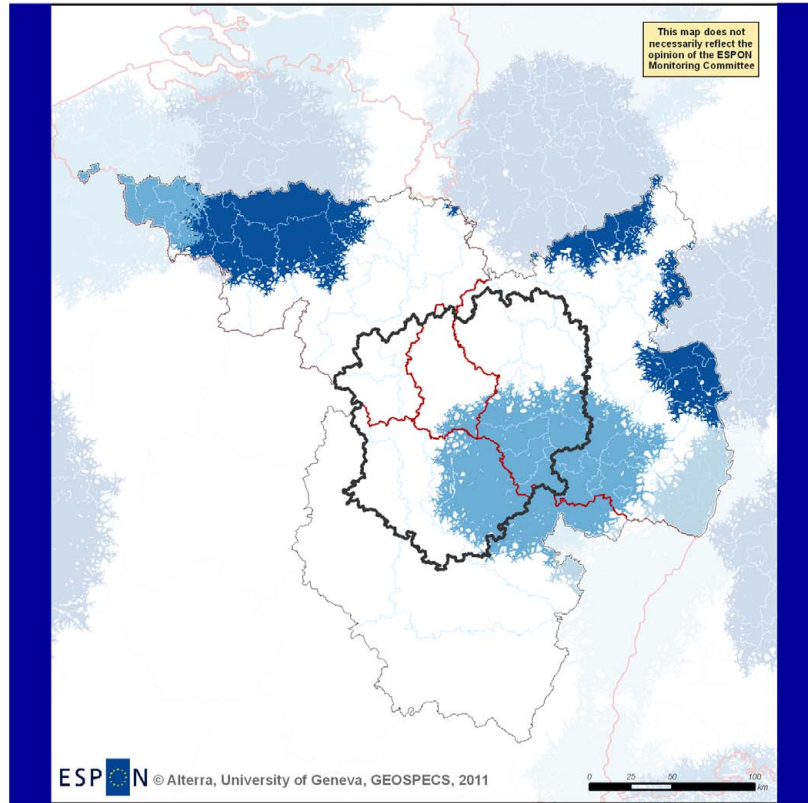 This map does not
necessarily reflect the
opinion of the ESPON
Monitoring Committee
ESPON © Alterra, University of Geneva, GEOSPECS, 2011
0 25 50 100
km